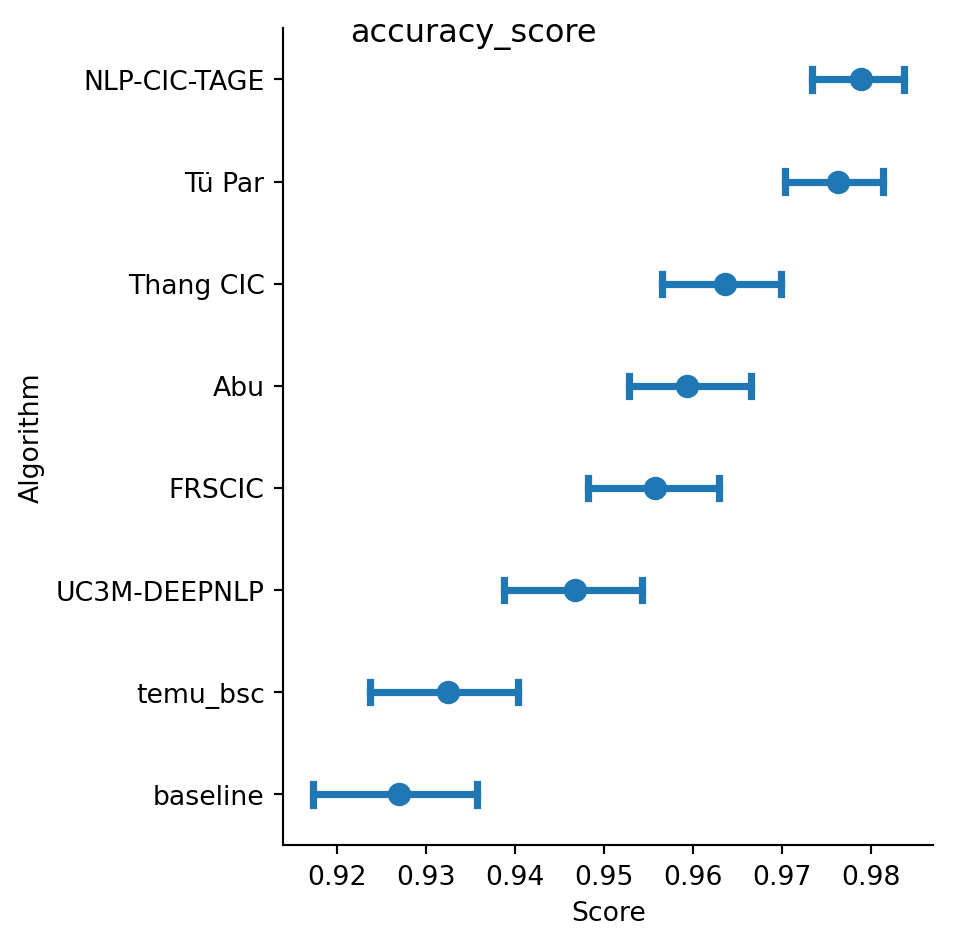 accuracy_score
NLP-CIC-TAGE
Tü Par
Thang CIC
Abu
FRSCIC
UC3M-DEEPNLP
temu_bsc
baseline
Algorithm
0.92 0.93 0.94 0.95 0.96 0.97 0.98
Score